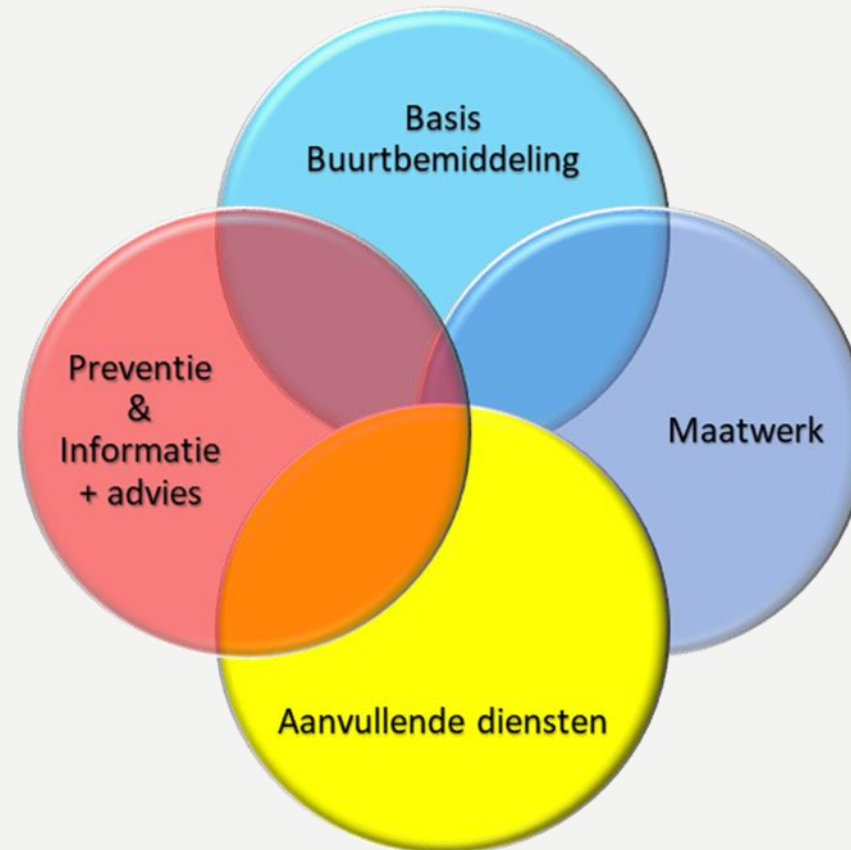 Basis
Buurtbemiddeling
Preventie
&
Informatie
+ advies
Maatwerk
Aanvullende diensten